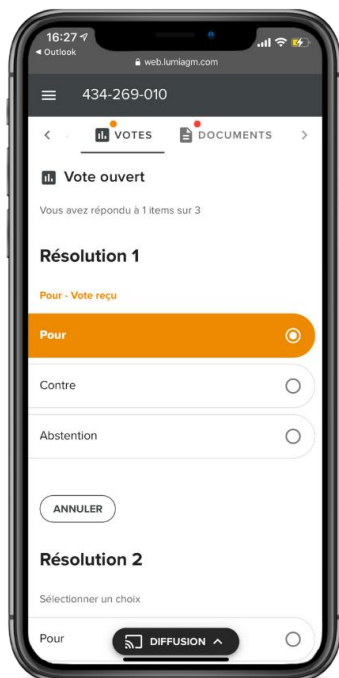 16:27
Outlook
web.lumiagm.com
434-269-010
VOTES
DOCUMENTS
Vote ouvert
Vous avez répondu à 1 items sur 3
Résolution 1
Pour - Vote reçu
Pour
Contre
Abstention
ANNULER
Résolution 2
Sélectionner un choix
Pour
DIFFUSION